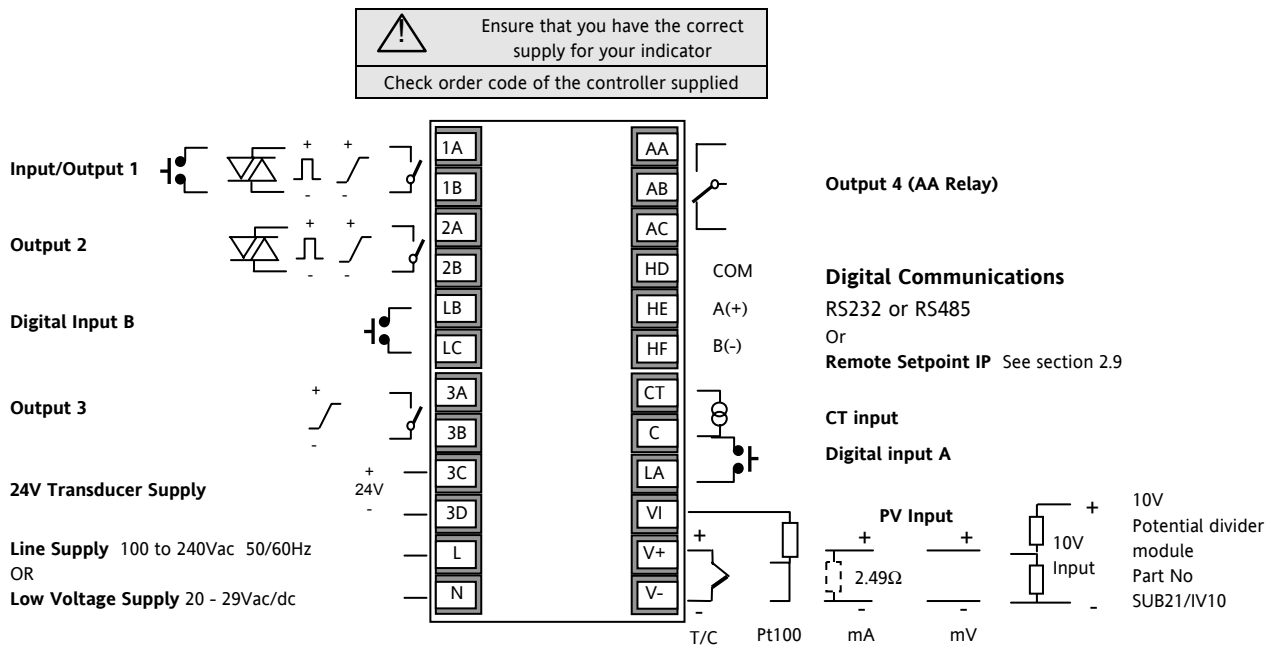 !
Ensure that you have the correct
supply for your indicator
Check order code of the controller supplied
Input/Output 1
+
-
+
-
1A
1B
Output 2
+
-
+
-
2A
2B
Digital Input B
LB
LC
Output 3
+
-
3A
3B
24V Transducer Supply
+
24V
-
3C
3D
Line Supply 100 to 240Vac 50/60Hz
OR
Low Voltage Supply 20 - 29Vac/dc
L
N
AA
AB
AC
Output 4 (AA Relay)
HD
COM
HE
A(+)
HF
B(-)
Digital Communications
RS232 or RS485
Or
Remote Setpoint IP See section 2.9
CT
C
LA
CT input
Digital input A
VI
V+
V-
PV Input
+
-
T/C
Pt100
+
2.49Ω
-
mA
+
-
mV
10V
Input
+
-
10V
Potential divider
module
Part No
SUB21/IV10